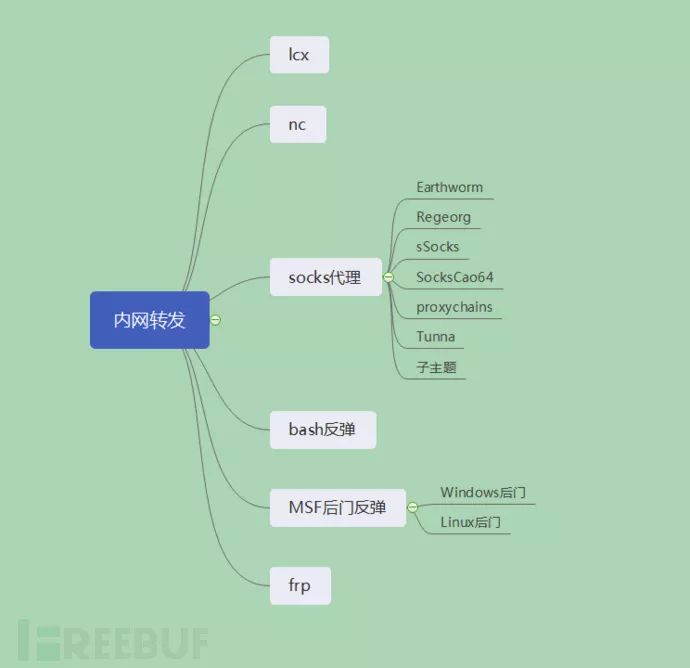 lcx
nc
Earthworm
Regeorg
sSocks
SocksCao64
proxychains
Tunna
子主题
socks代理
内网转发
bash反弹
MSF后门反弹
Windows后门
Linux后门
frp
FREEBUF